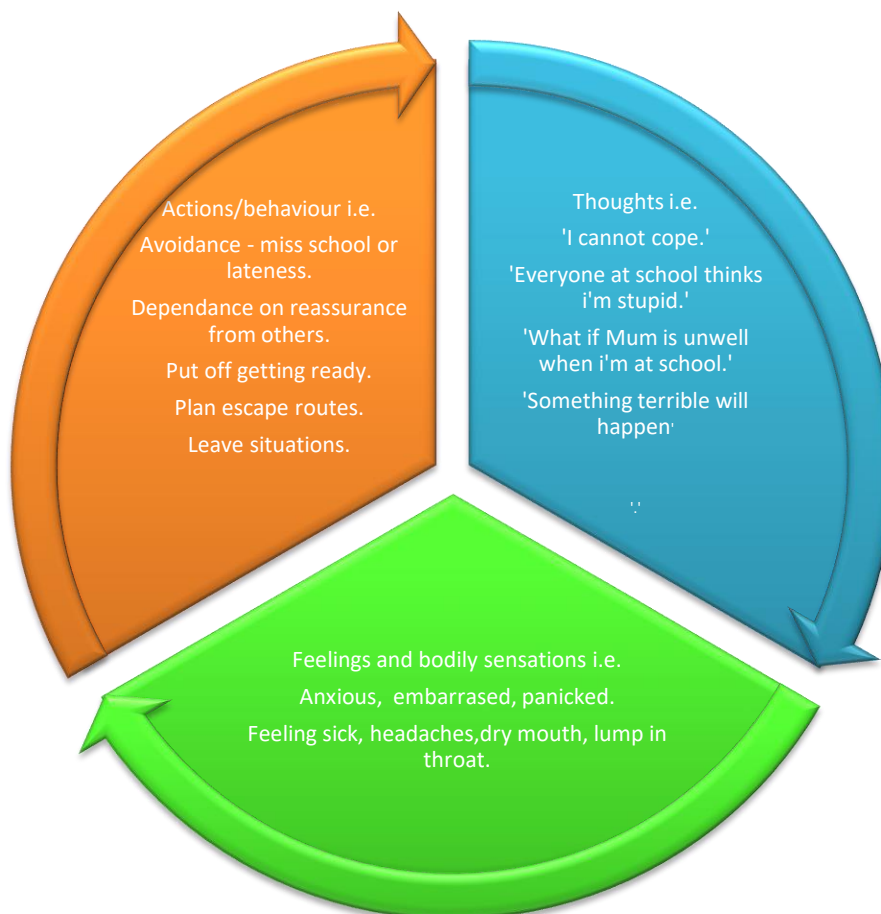 Actions/behaviour i.e.
Avoidance - miss school or
lateness.
Dependance on reassurance
from others.
Put off getting ready.
Plan escape routes.
Leave situations.
Thoughts i.e.
'I cannot cope.'
'Everyone at school thinks
i'm stupid.'
'What if Mum is unwell
when i'm at school.'
'Something terrible will
happen'
'.'
Feelings and bodily sensations i.e.
Anxious,  embarrased, panicked.
Feeling sick, headaches,dry mouth, lump in
throat.